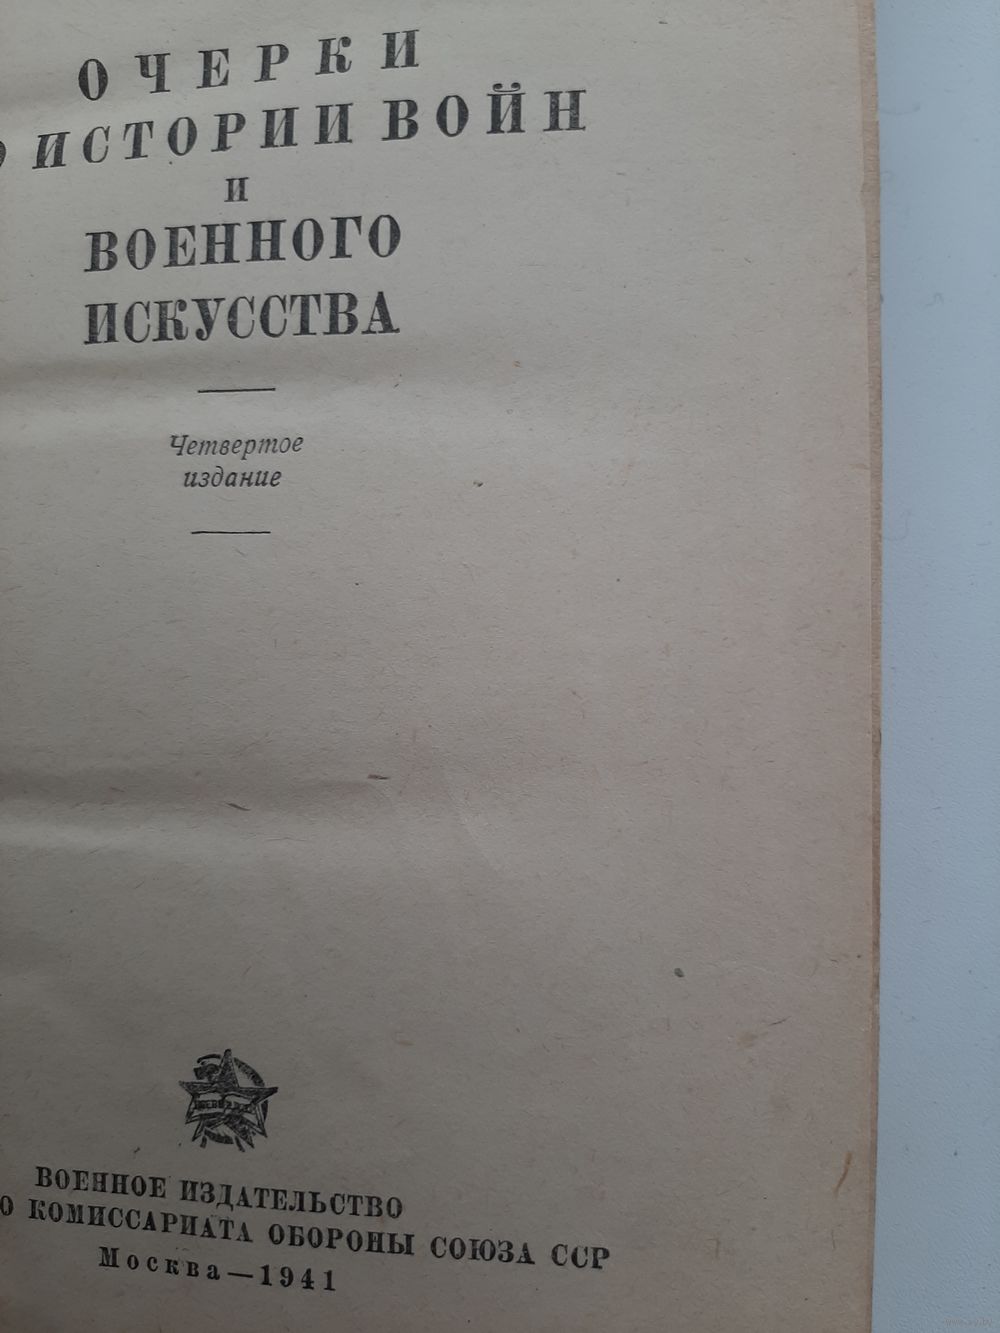 ОЧЕРКИ
О ИСТОРИИ ВОЙН
И
ВОЕННОГО
ИСКУССТВА
Четвертое
издание
ВОЕННОЕ ИЗДАТЕЛЬСТВО
О КОМИССАРИАТА ОБОРОНЫ СОЮЗА ССР
Москва—1941